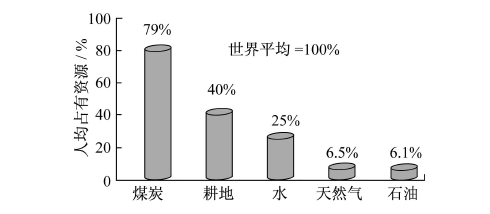 人均占有资源 / %
100
80
60
40
20
0
世界平均 =100%
79%
40%
25%
6.5%
6.1%
煤炭
耕地
水
天然气
石油